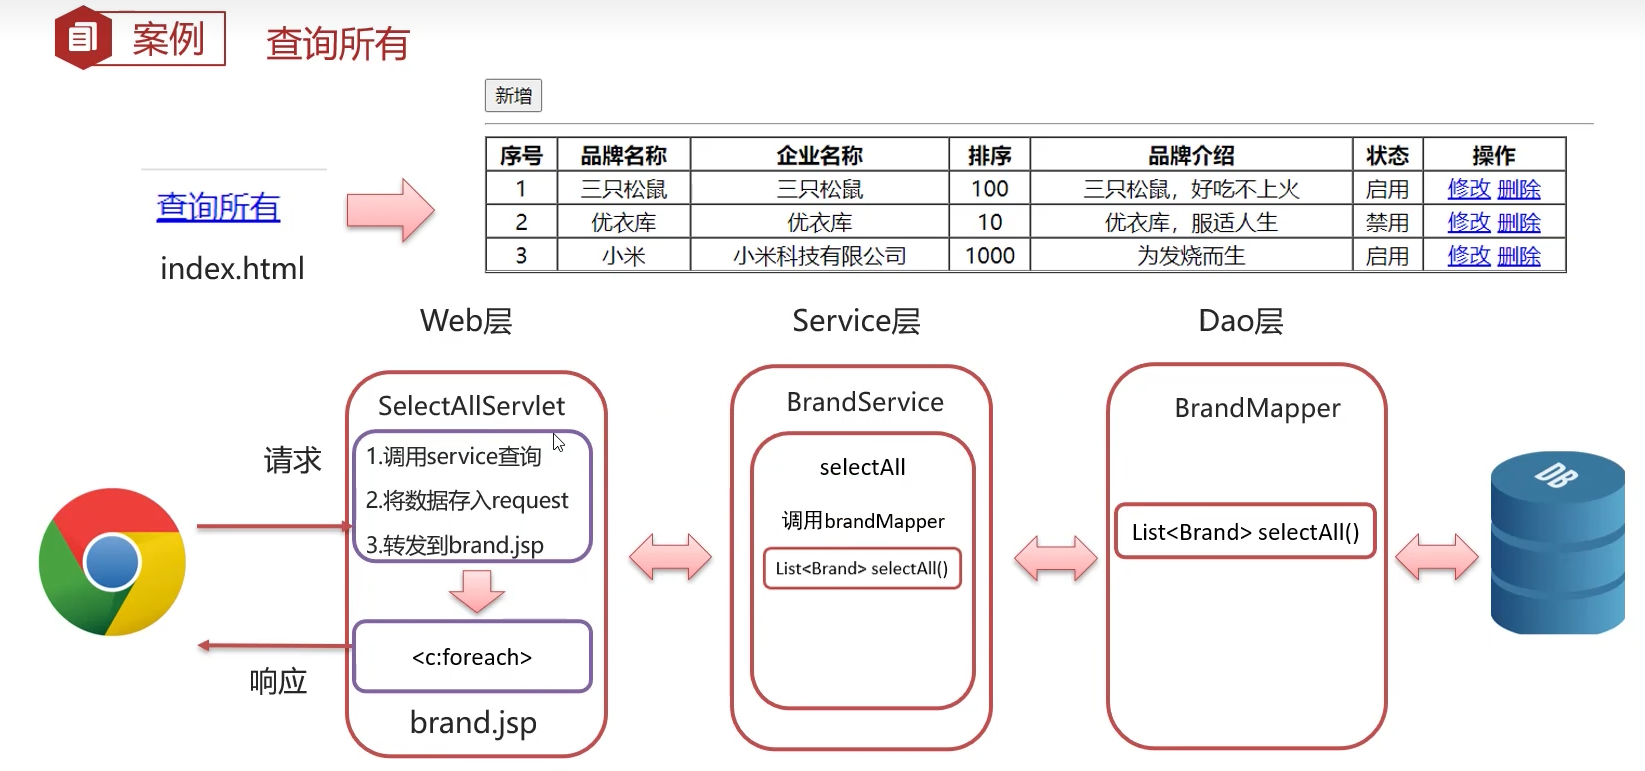 案例
查询所有
新增
序号 品牌名称 企业名称 排序 品牌介绍 状态 操作
1 三只松鼠 三只松鼠 100 三只松鼠，好吃不上火 启用 修改 删除
2 优衣库 优衣库 10 优衣库，服适人生 禁用 修改 删除
3 小米 小米科技有限公司 1000 为发烧而生 启用 修改 删除
查询所有
index.html
Web层
Service层
Dao层
请求
响应
SelectAllServlet
1.调用service查询
2.将数据存入request
3.转发到brand.jsp
<c:foreach>
brand.jsp
BrandService
selectAll
调用brandMapper
List<Brand> selectAll()
BrandMapper
List<Brand> selectAll()
DB